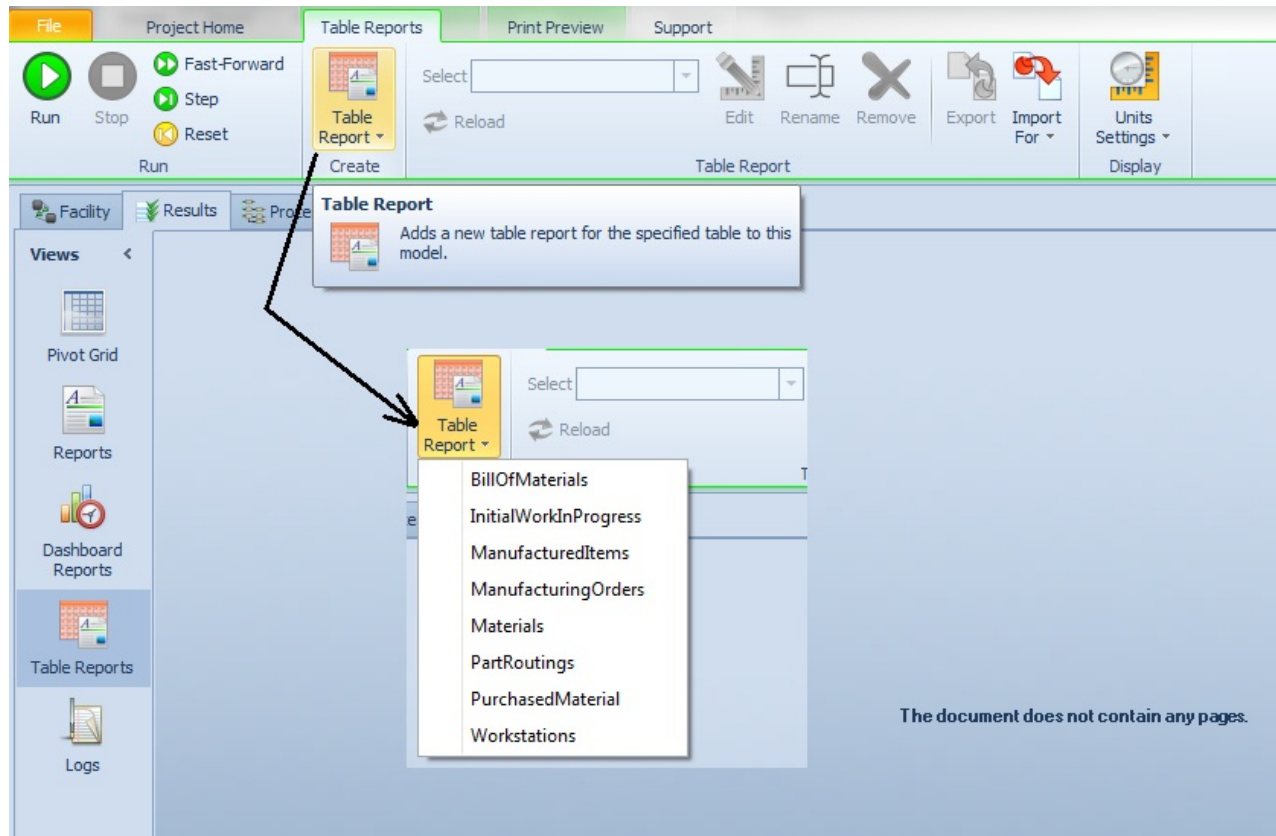 File Project Home Table Reports Print Preview Support
Fast-Forward
Step
Reset
Run Stop
Run
Table
Report
Create
Select
Reload
Edit Rename Remove
Export Import
For
Table Report
Units
Settings
Display
Facility Results Proce
Table Report
Adds a new table report for the specified table to this
model.
Views <
Pivot Grid
Reports
Dashboard
Reports
Table Reports
Logs
Table
Report
Select
Reload
T
BillOfMaterials
InitialWorkInProgress
ManufacturedItems
ManufacturingOrders
Materials
PartRoutings
PurchasedMaterial
Workstations
The document does not contain any pages.